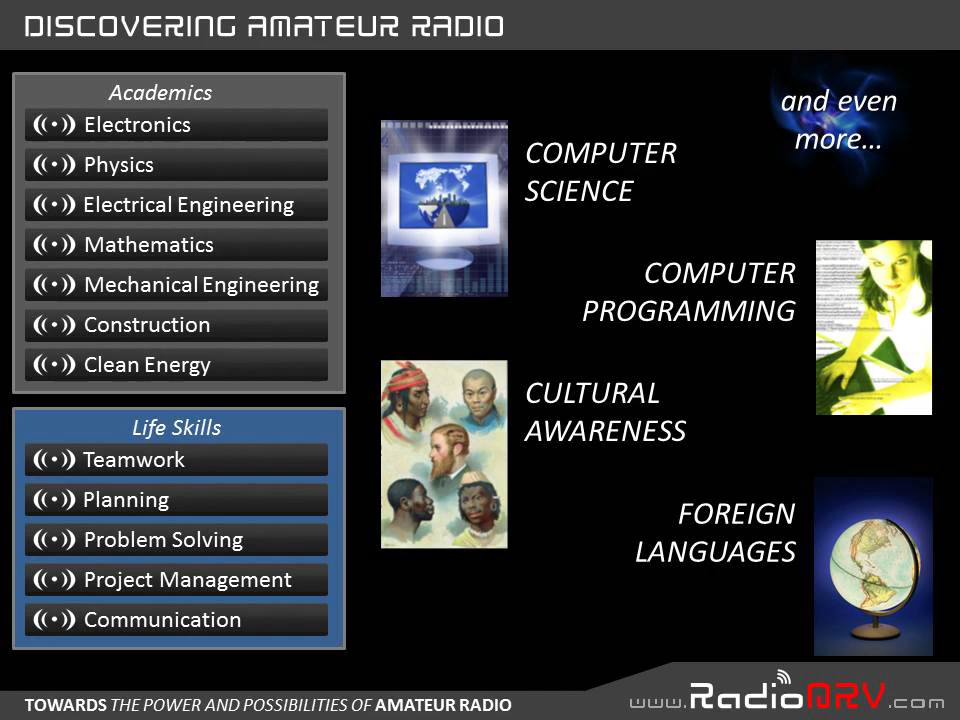 DISCOVERING AMATEUR RADIO
Academics
Electronics
Physics
Electrical Engineering
Mathematics
Mechanical Engineering
Construction
Clean Energy
Life Skills
Teamwork
Planning
Problem Solving
Project Management
Communication
and even
more...
COMPUTER
SCIENCE
COMPUTER
PROGRAMMING
CULTURAL
AWARENESS
FOREIGN
LANGUAGES
TOWARDS THE POWER AND POSSIBILITIES OF AMATEUR RADIO
www.RadioQRV.com